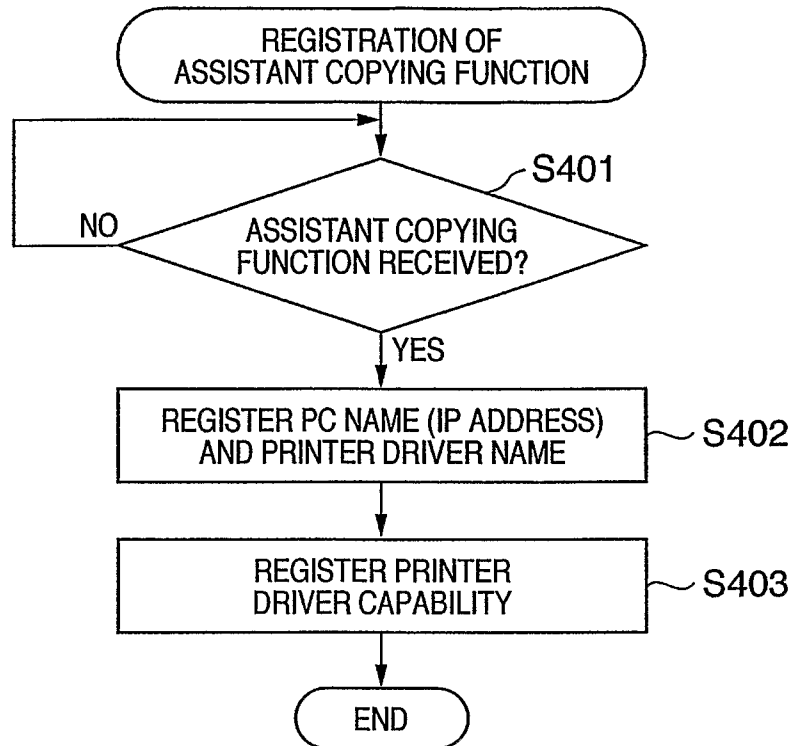 REGISTRATION OF
ASSISTANT COPYING FUNCTION
S401
NO
ASSISTANT COPYING
FUNCTION RECEIVED?
YES
REGISTER PC NAME (IP ADDRESS)
AND PRINTER DRIVER NAME
S402
REGISTER PRINTER
DRIVER CAPABILITY
S403
END